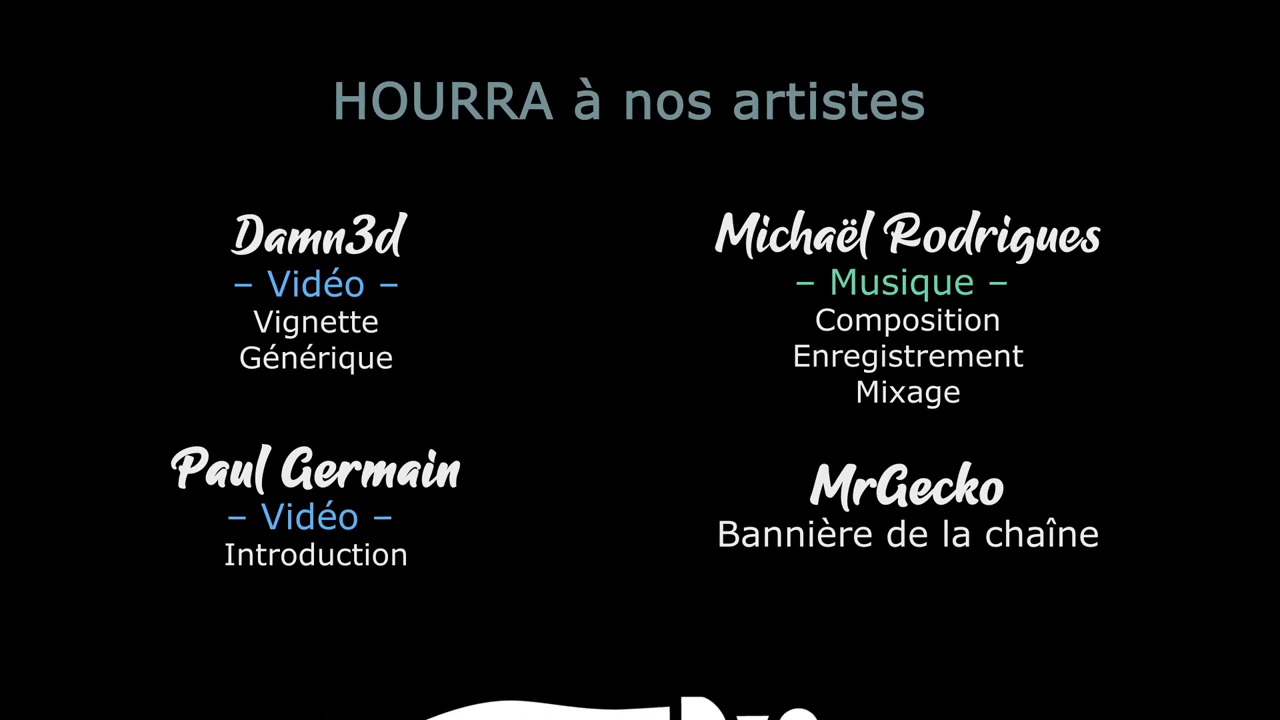 HOURRA à nos artistes
Damn3d
– Vidéo –
Vignette
Générique
Michaël Rodrigues
– Musique –
Composition
Enregistrement
Mixage
Paul Germain
– Vidéo –
Introduction
MrGecko
Bannière de la chaîne